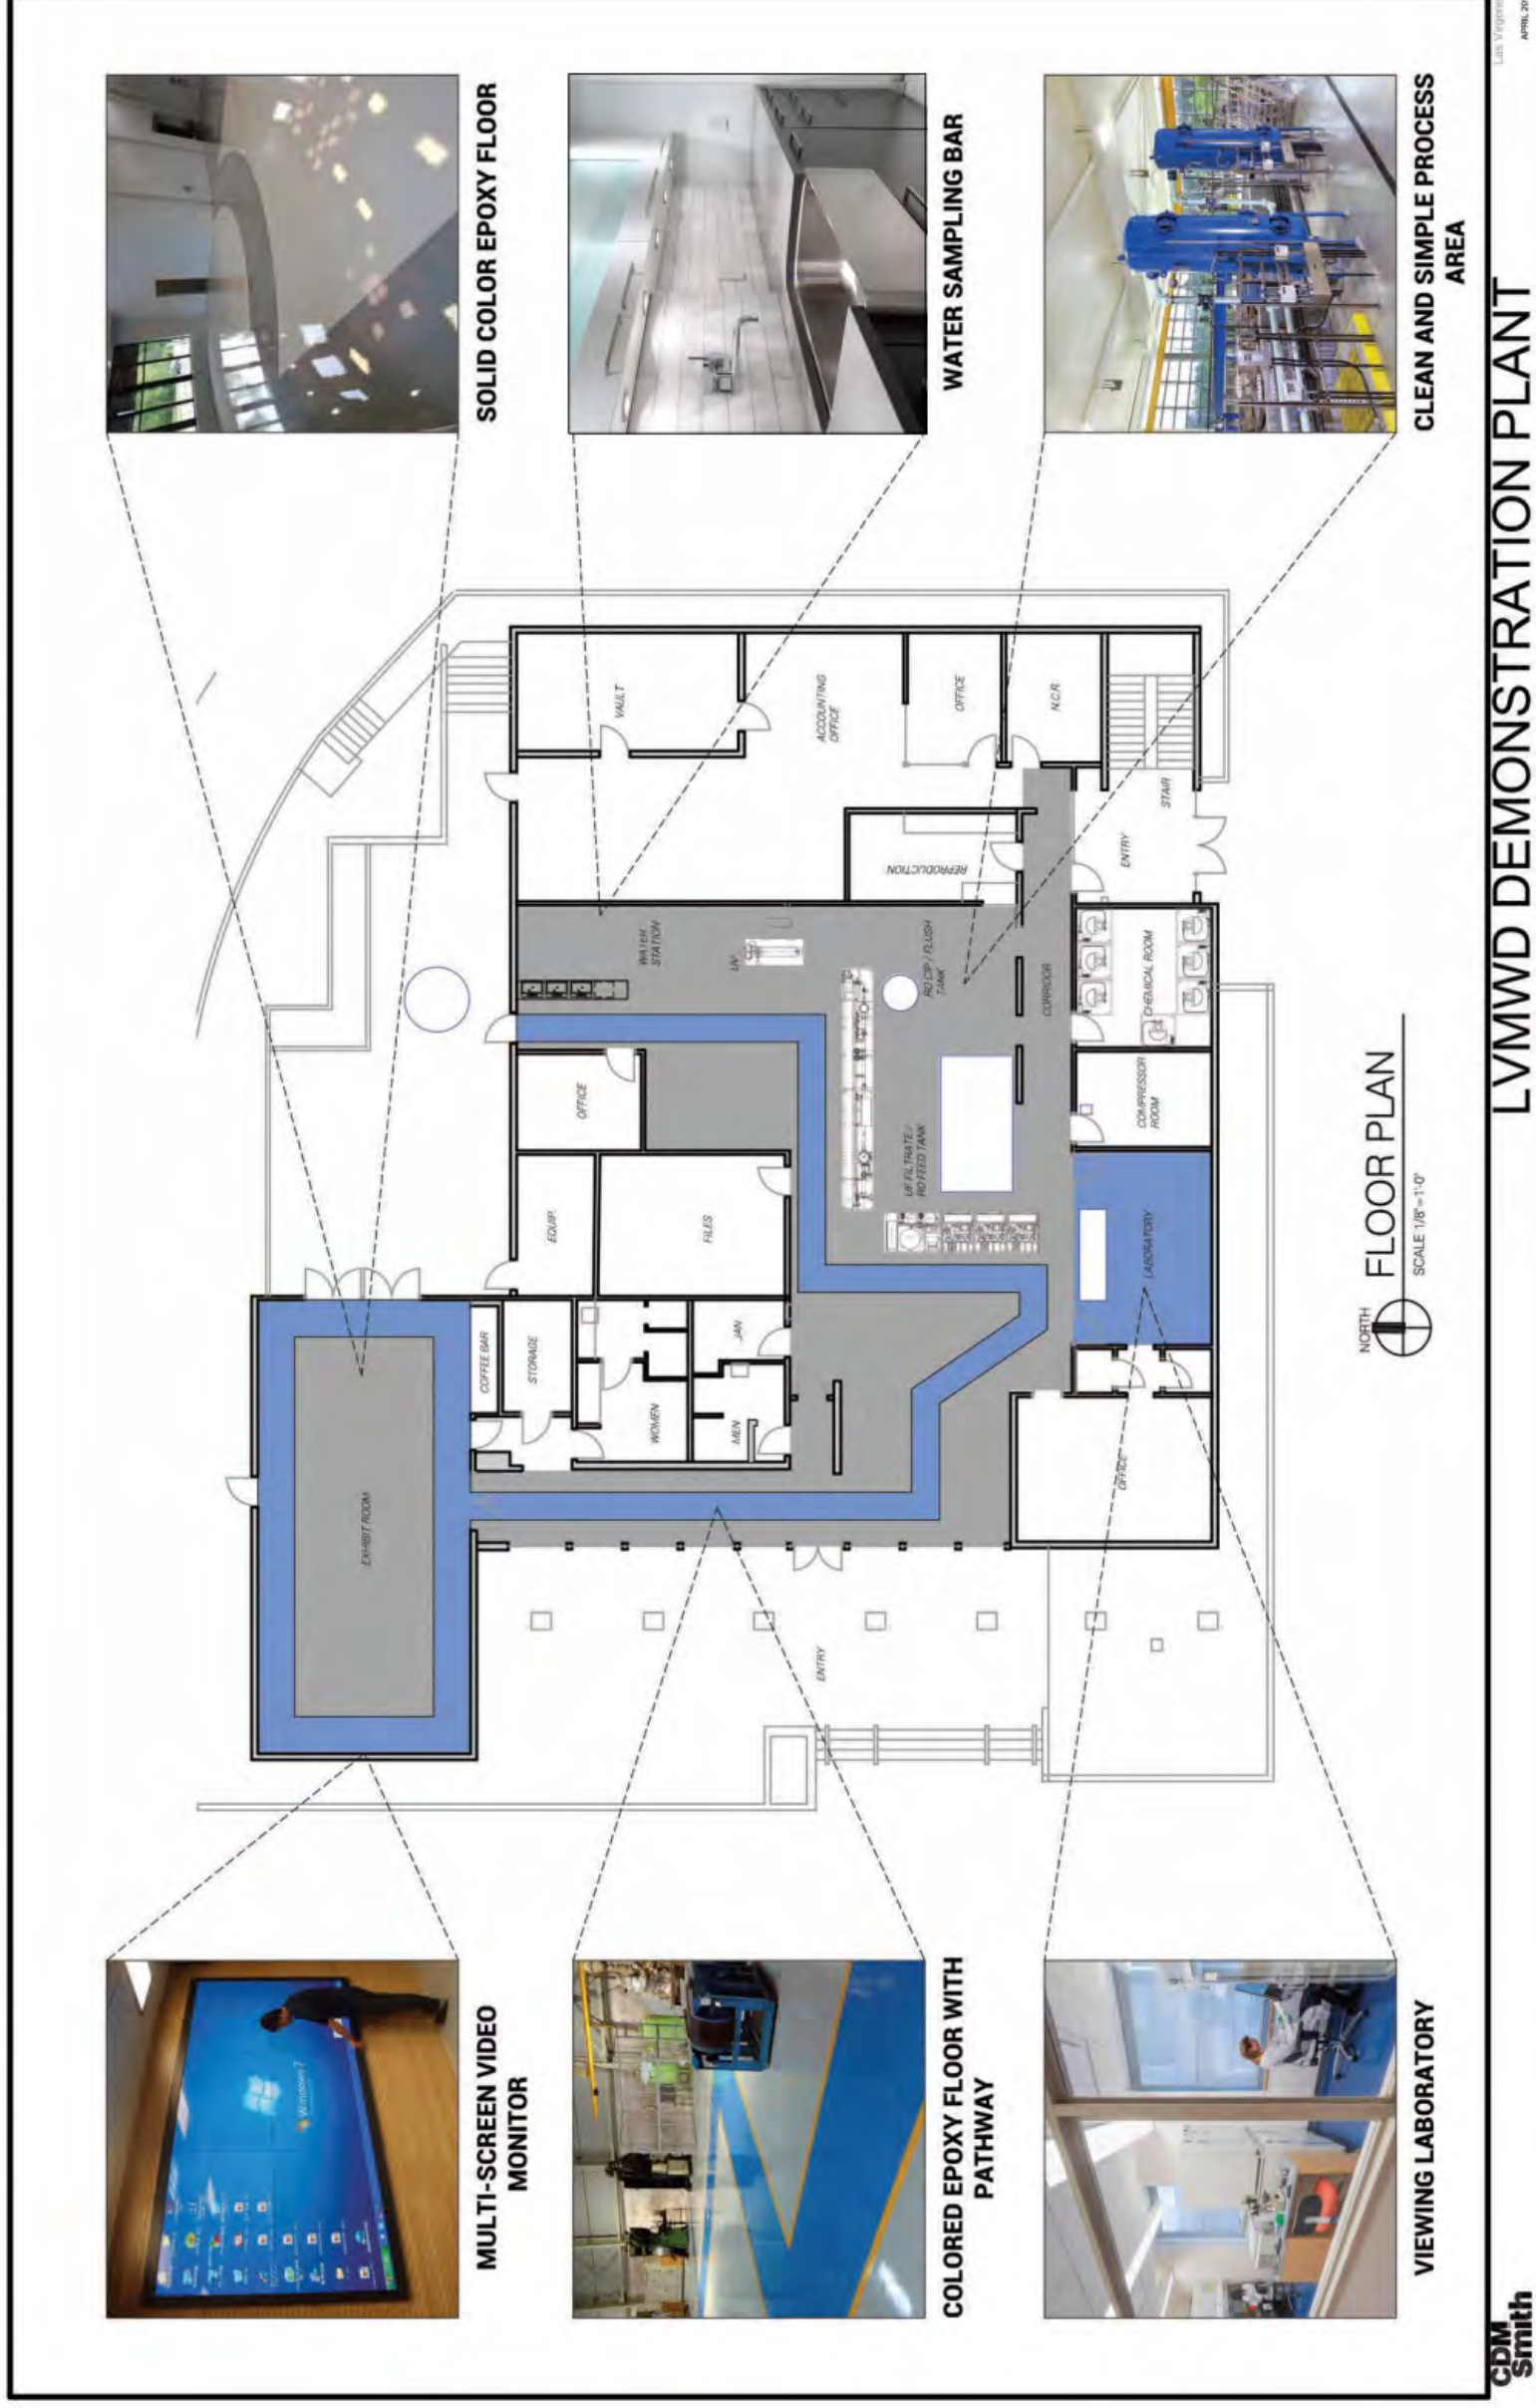 MULTI-SCREEN VIDEO
MONITOR
SOLID COLOR EPOXY FLOOR
COLORED EPOXY FLOOR WITH
PATHWAY
WATER SAMPLING BAR
VIEWING LABORATORY
CLEAN AND SIMPLE PROCESS
AREA
Windows 7
EXHIBIT ROOM
COFFEE BAR
STORAGE
WOMEN
MEN
JAN
EQUIP.
FILES
OFFICE
WATER
STATION
UV
VAULT
ACCOUNTING
OFFICE
OFFICE
N.C.R.
REPRODUCTION
UF FILTRATE /
RO FEED TANK
RO CIP / FLUSH
TANK
CORRIDOR
ENTRY
ENTRY
STAIR
OFFICE
LABORATORY
COMPRESSOR
ROOM
CHEMICAL ROOM
NORTH
FLOOR PLAN
SCALE 1/8"=1'-0"
CDM
Smith
LVMWD DEMONSTRATION PLANT
Las Virgenes
APRIL 20